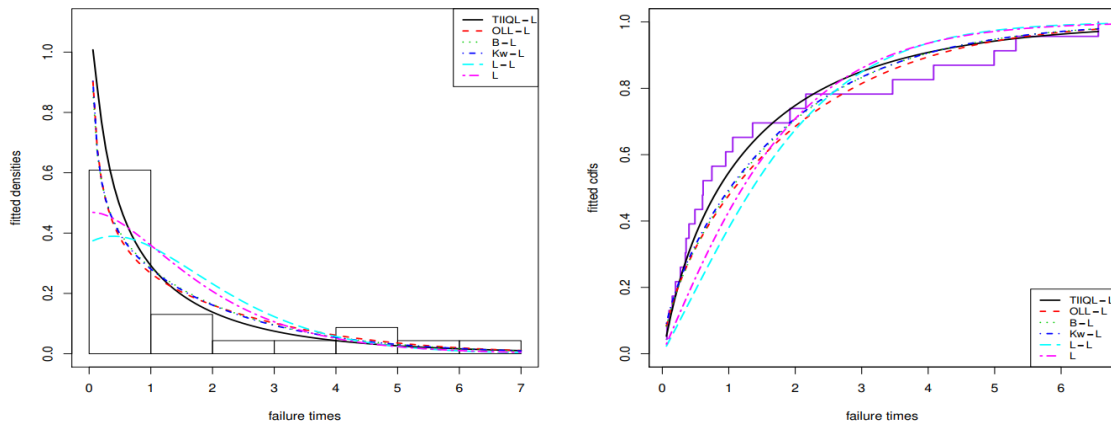 TIIQL-L
OLL-L
B-L
Kw-L
L-L
L
fitted densities
0.0 0.2 0.4 0.6 0.8 1.0
0 1 2 3 4 5 6 7
failure times
fitted cdfs
0.0 0.2 0.4 0.6 0.8 1.0
TIIQL-L
OLL-L
B-L
Kw-L
L-L
L
0 1 2 3 4 5 6
failure times